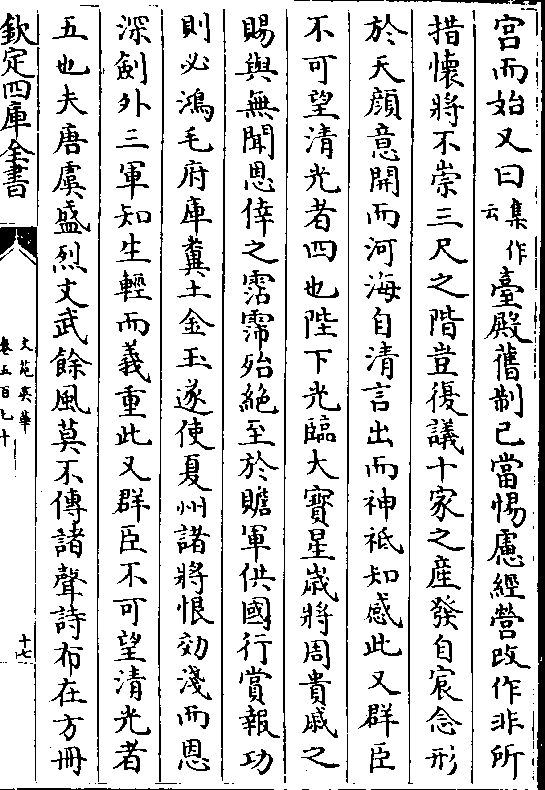 宫而始又曰集作云臺殿舊制已當惕慮經營改作非所
措懷將不崇三尺之階豈復議十家之産發自宸念形
於天顔意開而河海自清言出而神祗知感此又群臣
不可望清光者四也陛下光臨大寳星歳將周貴戚之
賜與無聞恩倖之霑霈殆絶至於贍軍供國行賞報功
則必鴻毛府庫糞土金玉遂使夏州諸將恨効淺而恩
深劒外三軍知生輕而義重此又群臣不可望清光者
五也夫唐虞盛烈文武餘風莫不傳諸聲詩布在方冊
欽定四庫全書
文苑英華
卷五百九十
十七